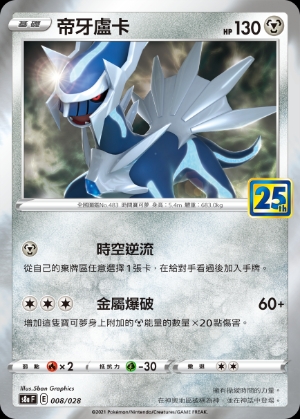 基礎 帝牙盧卡 HP 130
全國圖鑑No.483 時間寶可夢 身高：5.4m 體重：683.0kg
25th
時空逆流
從自己的棄牌區任意選擇1張卡，在給對手看過後加入手牌。
金屬爆破 60+
增加這隻寶可夢身上附加的能量的數量×20點傷害。
弱點 ×2 抵抗力 -30 撤退
Illus. 5ban Graphics
s8a P F 008/028
©2021 Pokémon/Nintendo/Creatures/GAME FREAK.